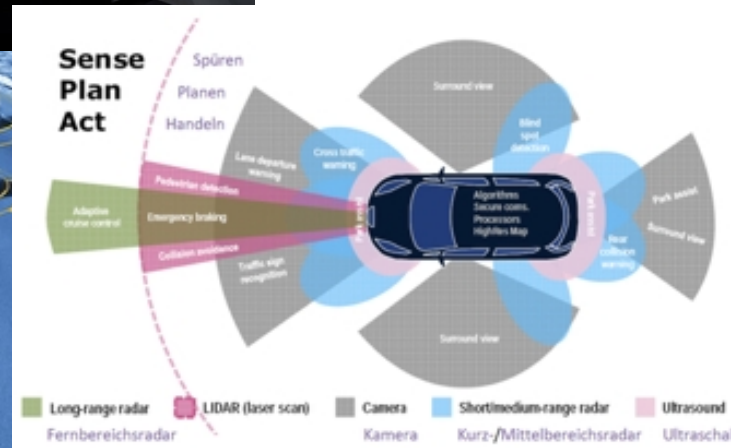 Sense
Plan
Act
Spüren
Planen
Handeln
Surround view
Blind
spot
detection
Lane departure
warning
Cross traffic
warning
Pedestrian detection
Adaptive
cruise control
Emergency braking
Park assist
Collision avoidance
Traffic sign
recognition
Algorithms
Secure coms.
Processors
HighRes Map
Park assist
Park assist
Surround view
Rear
collision
warning
Surround view
Long-range radar
LIDAR (laser scan)
Camera
Short/medium-range radar
Ultrasound
Fernbereichsradar
Kamera
Kurz-/Mittelbereichsradar